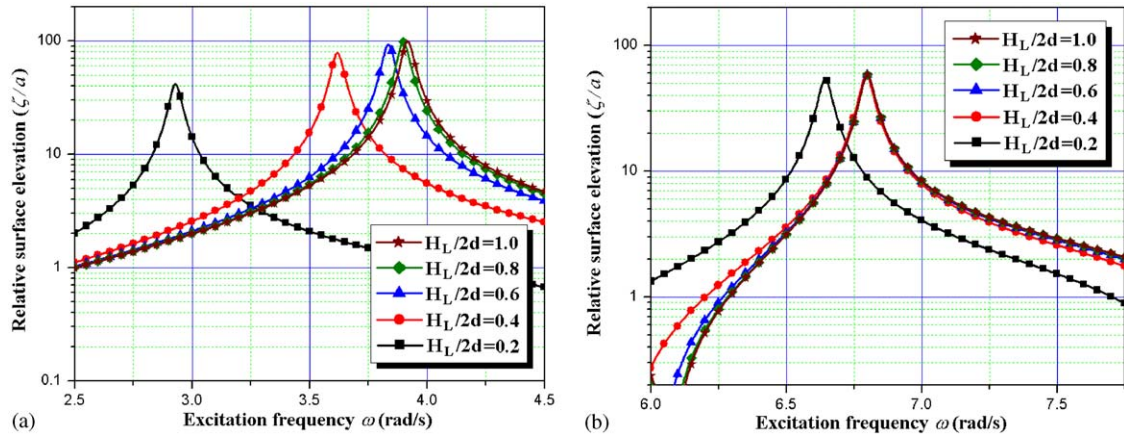 100
10
1
0.1
Relative surface elevation (ζ/a)
H_L/2d=1.0
H_L/2d=0.8
H_L/2d=0.6
H_L/2d=0.4
H_L/2d=0.2
2.5 3.0 3.5 4.0 4.5
(a)
Excitation frequency ω (rad/s)
100
10
1
Relative surface elevation (ζ/a)
H_L/2d=1.0
H_L/2d=0.8
H_L/2d=0.6
H_L/2d=0.4
H_L/2d=0.2
6.0 6.5 7.0 7.5
(b)
Excitation frequency ω (rad/s)